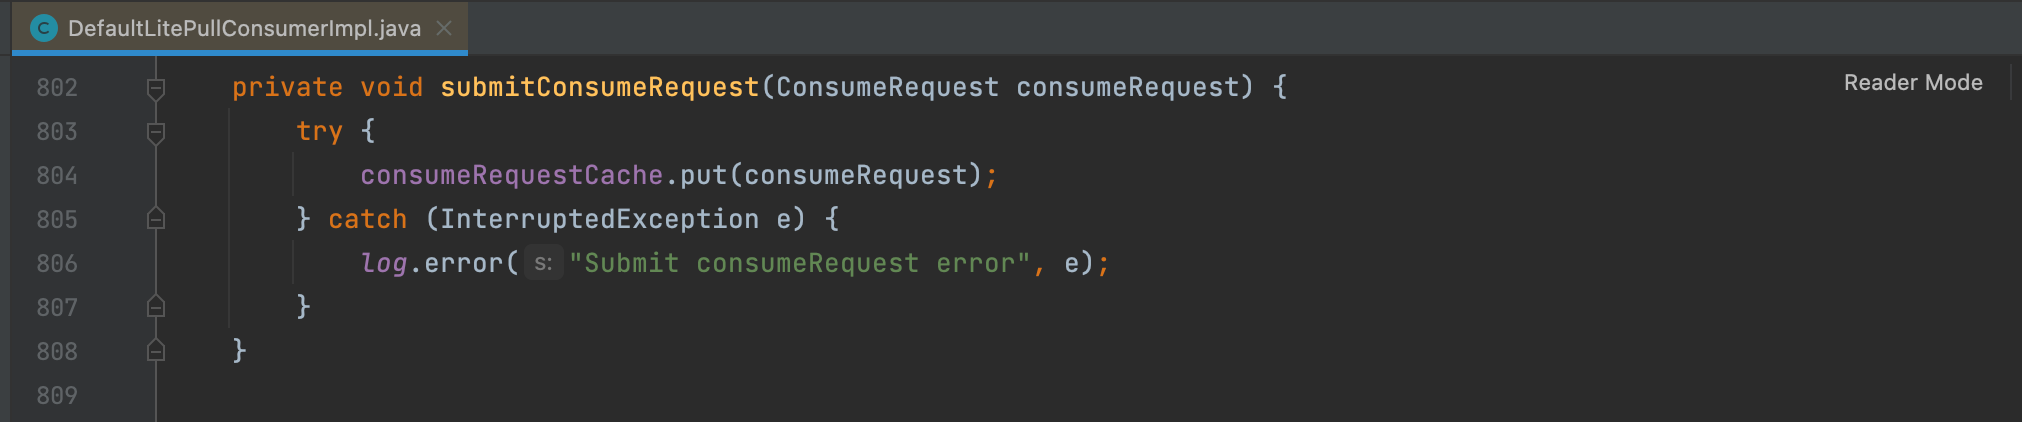 DefaultLitePullConsumerImpl.java
802 private void submitConsumeRequest(ConsumeRequest consumeRequest) {
Reader Mode
803 try {
804 consumeRequestCache.put(consumeRequest);
805 } catch (InterruptedException e) {
806 log.error( s: "Submit consumeRequest error", e);
807 }
808 }
809